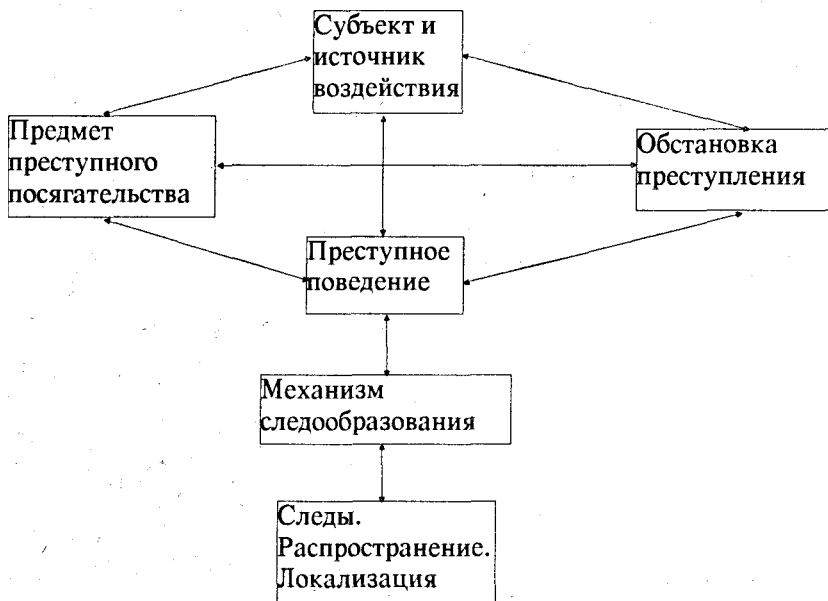 Субъект и
источник
воздействия
Предмет
преступного
посягательства
Обстановка
преступления
Преступное
поведение
Механизм
следообразования
Следы.
Распространение.
Локализация